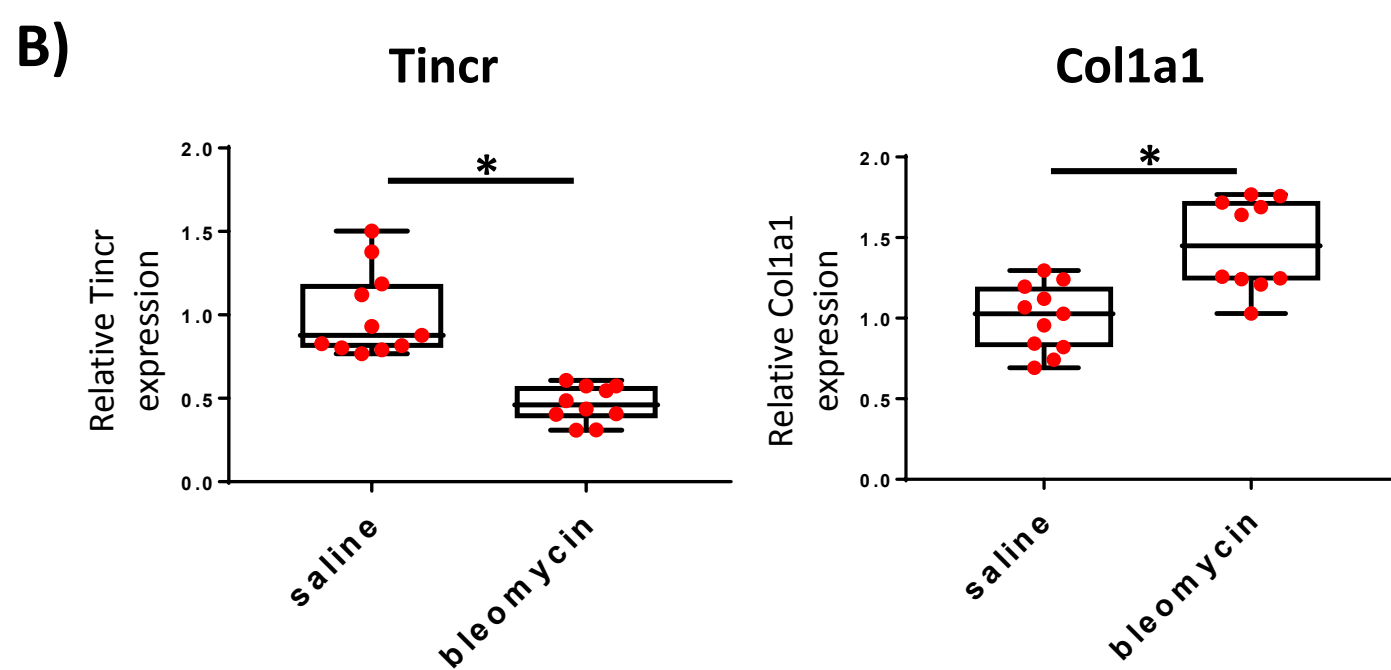 B)
Tincr
Relative Tincr
expression
2.0
1.5
1.0
0.5
0.0
*
saline
bleomycin
Col1a1
Relative Col1a1
expression
2.0
1.5
1.0
0.5
0.0
*
saline
bleomycin